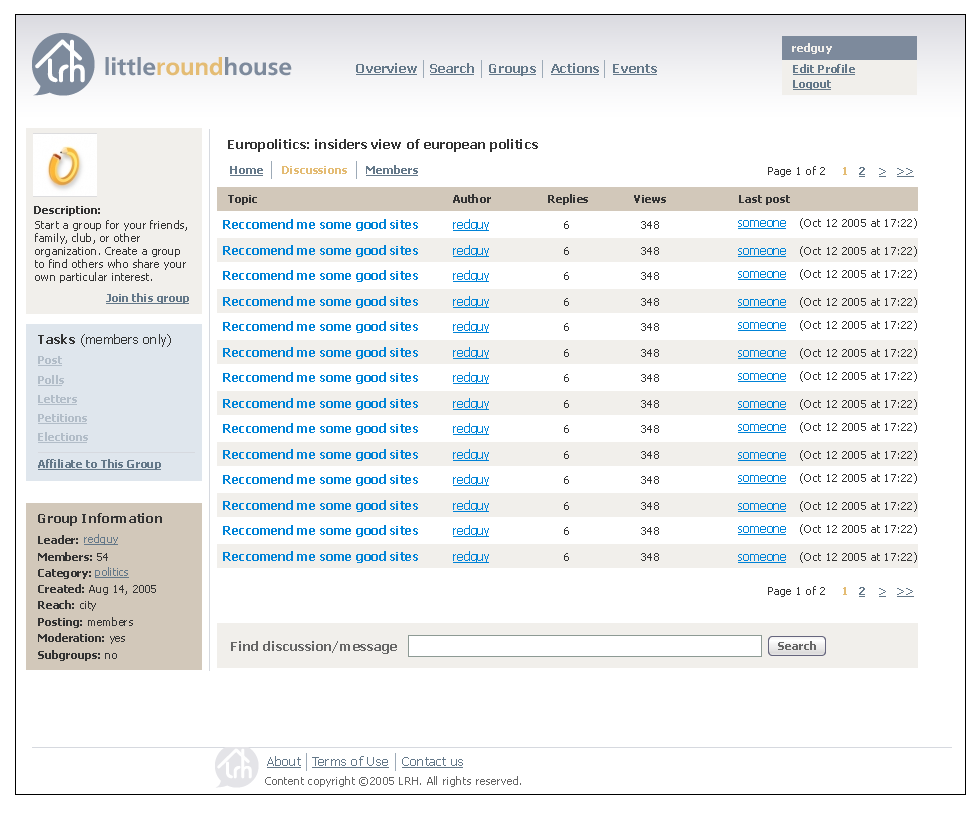 lrh littleroundhouse
Overview Search Groups Actions Events
redguy
Edit Profile
Logout
Description:
Start a group for your friends,
family, club, or other
organization. Create a group
to find others who share your
own particular interest.
Join this group
Tasks (members only)
Post
Polls
Letters
Petitions
Elections
Affiliate to This Group
Group Information
Leader: redguy
Members: 54
Category: politics
Created: Aug 14, 2005
Reach: city
Posting: members
Moderation: yes
Subgroups: no
Europolitics: insiders view of european politics
Home Discussions Members
Page 1 of 2 1 2 > >>
Topic Author Replies Views Last post
Reccomend me some good sites redguy 6 348 someone (Oct 12 2005 at 17:22)
Reccomend me some good sites redguy 6 348 someone (Oct 12 2005 at 17:22)
Reccomend me some good sites redguy 6 348 someone (Oct 12 2005 at 17:22)
Reccomend me some good sites redguy 6 348 someone (Oct 12 2005 at 17:22)
Reccomend me some good sites redguy 6 348 someone (Oct 12 2005 at 17:22)
Reccomend me some good sites redguy 6 348 someone (Oct 12 2005 at 17:22)
Reccomend me some good sites redguy 6 348 someone (Oct 12 2005 at 17:22)
Reccomend me some good sites redguy 6 348 someone (Oct 12 2005 at 17:22)
Reccomend me some good sites redguy 6 348 someone (Oct 12 2005 at 17:22)
Reccomend me some good sites redguy 6 348 someone (Oct 12 2005 at 17:22)
Reccomend me some good sites redguy 6 348 someone (Oct 12 2005 at 17:22)
Reccomend me some good sites redguy 6 348 someone (Oct 12 2005 at 17:22)
Reccomend me some good sites redguy 6 348 someone (Oct 12 2005 at 17:22)
Reccomend me some good sites redguy 6 348 someone (Oct 12 2005 at 17:22)
Page 1 of 2 1 2 > >>
Find discussion/message Search
lrh
About Terms of Use Contact us
Content copyright ©2005 LRH. All rights reserved.